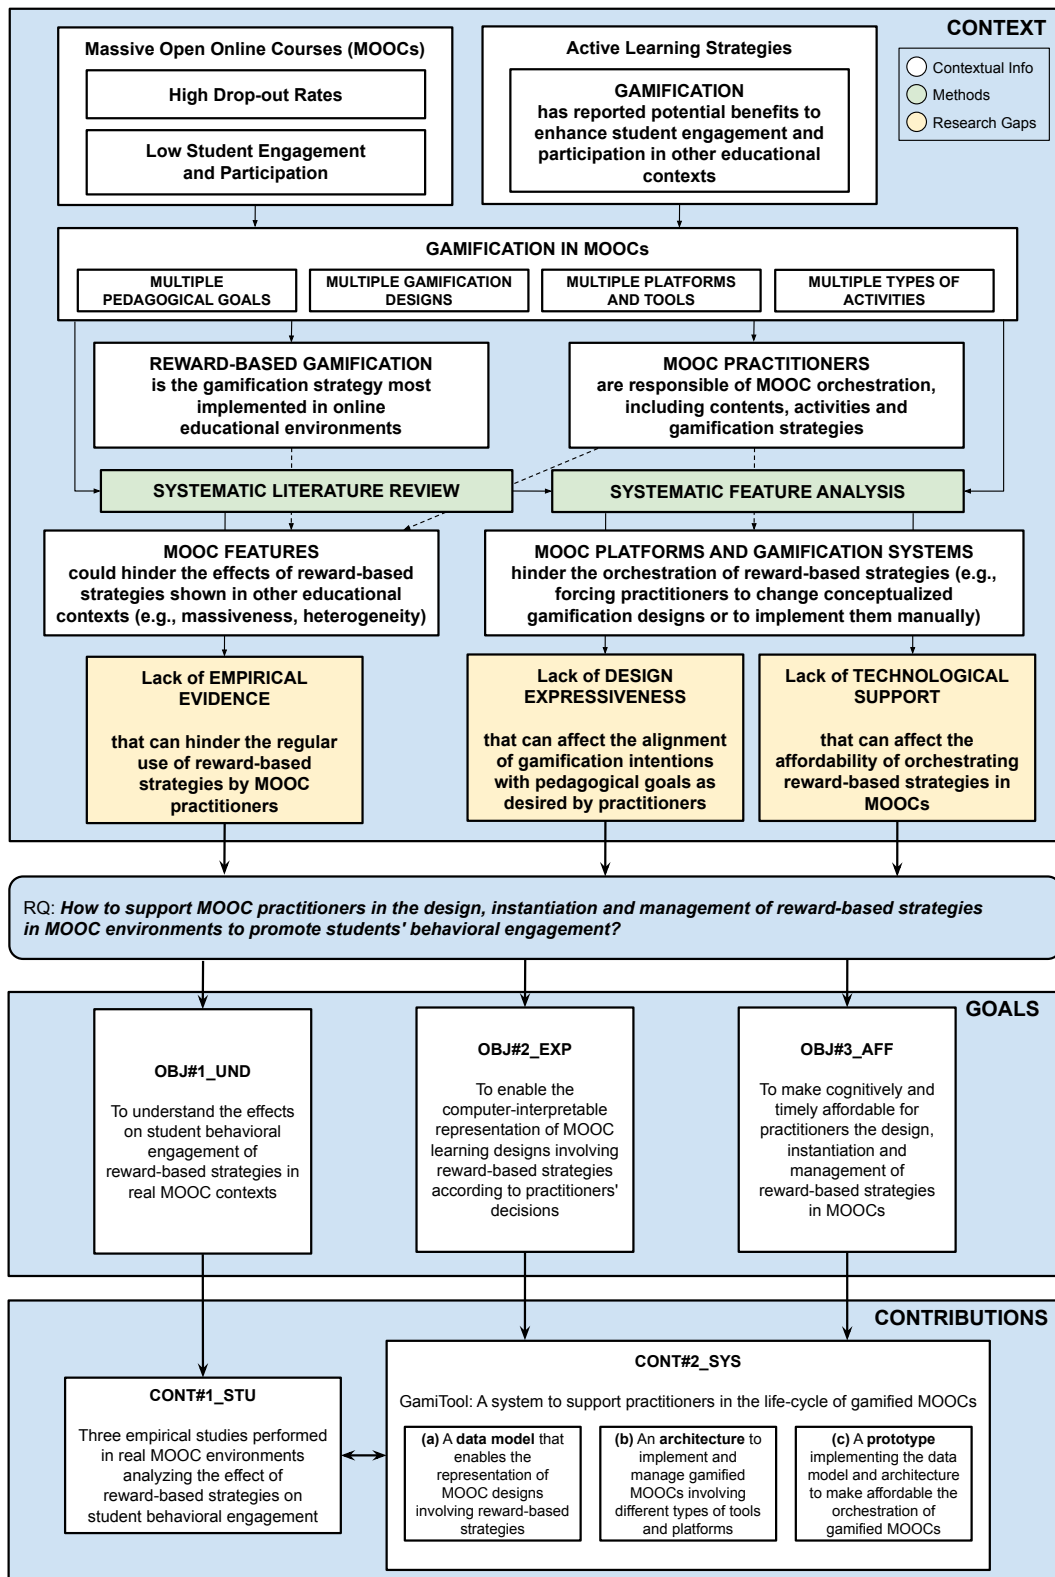 CONTEXT
Contextual Info
Methods
Research Gaps
Massive Open Online Courses (MOOCs)
High Drop-out Rates
Low Student Engagement
and Participation
Active Learning Strategies
GAMIFICATION
has reported potential benefits to
enhance student engagement and
participation in other educational
contexts
GAMIFICATION IN MOOCs
MULTIPLE
PEDAGOGICAL GOALS
MULTIPLE GAMIFICATION
DESIGNS
MULTIPLE PLATFORMS
AND TOOLS
MULTIPLE TYPES OF
ACTIVITIES
REWARD-BASED GAMIFICATION
is the gamification strategy most
implemented in online
educational environments
MOOC PRACTITIONERS
are responsible of MOOC orchestration,
including contents, activities and
gamification strategies
SYSTEMATIC LITERATURE REVIEW
SYSTEMATIC FEATURE ANALYSIS
MOOC FEATURES
could hinder the effects of reward-based
strategies shown in other educational
contexts (e.g., massiveness, heterogeneity)
MOOC PLATFORMS AND GAMIFICATION SYSTEMS
hinder the orchestration of reward-based strategies (e.g.,
forcing practitioners to change conceptualized
gamification designs or to implement them manually)
Lack of EMPIRICAL
EVIDENCE
that can hinder the regular
use of reward-based
strategies by MOOC
practitioners
Lack of DESIGN
EXPRESSIVENESS
that can affect the alignment
of gamification intentions
with pedagogical goals as
desired by practitioners
Lack of TECHNOLOGICAL
SUPPORT
that can affect the
affordability of orchestrating
reward-based strategies in
MOOCs
RQ: How to support MOOC practitioners in the design, instantiation and management of reward-based strategies
in MOOC environments to promote students' behavioral engagement?
GOALS
OBJ#1_UND
To understand the effects
on student behavioral
engagement of
reward-based strategies in
real MOOC contexts
OBJ#2_EXP
To enable the
computer-interpretable
representation of MOOC
learning designs involving
reward-based strategies
according to practitioners'
decisions
OBJ#3_AFF
To make cognitively and
timely affordable for
practitioners the design,
instantiation and
management of
reward-based strategies
in MOOCs
CONTRIBUTIONS
CONT#1_STU
Three empirical studies performed
in real MOOC environments
analyzing the effect of
reward-based strategies on
student behavioral engagement
CONT#2_SYS
GamiTool: A system to support practitioners in the life-cycle of gamified MOOCs
(a) A data model that
enables the
representation of
MOOC designs
involving reward-based
strategies
(b) An architecture to
implement and
manage gamified
MOOCs involving
different types of tools
and platforms
(c) A prototype
implementing the data
model and architecture
to make affordable the
orchestration of
gamified MOOCs